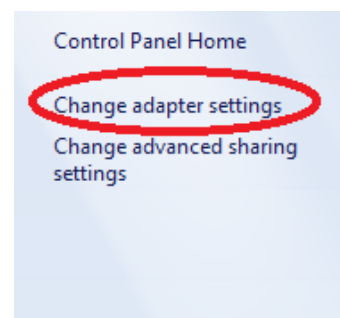 Control Panel Home
Change adapter settings
Change advanced sharing
settings